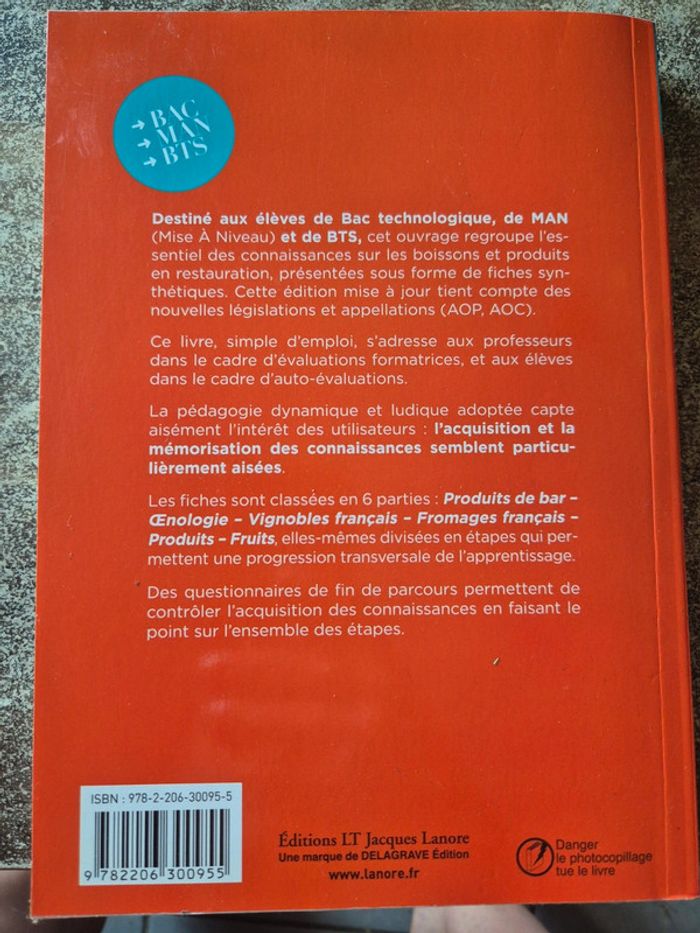 → BAC
→ MAN
→ BTS
Destiné aux élèves de Bac technologique, de MAN
(Mise À Niveau) et de BTS, cet ouvrage regroupe l'es-
sentiel des connaissances sur les boissons et produits
en restauration, présentées sous forme de fiches syn-
thétiques. Cette édition mise à jour tient compte des
nouvelles législations et appellations (AOP, AOC).
Ce livre, simple d'emploi, s'adresse aux professeurs
dans le cadre d'évaluations formatrices, et aux élèves
dans le cadre d'auto-évaluations.
La pédagogie dynamique et ludique adoptée capte
aisément l'intérêt des utilisateurs : l'acquisition et la
mémorisation des connaissances semblent particu-
lièrement aisées.
Les fiches sont classées en 6 parties : Produits de bar –
Œnologie – Vignobles français – Fromages français –
Produits – Fruits, elles-mêmes divisées en étapes qui per-
mettent une progression transversale de l'apprentissage.
Des questionnaires de fin de parcours permettent de
contrôler l'acquisition des connaissances en faisant le
point sur l'ensemble des étapes.
ISBN : 978-2-206-30095-5
9 782206 300955
Éditions LT Jacques Lanore
Une marque de DELAGRAVE Édition
www.lanore.fr
Danger
le photocopillage
tue le livre